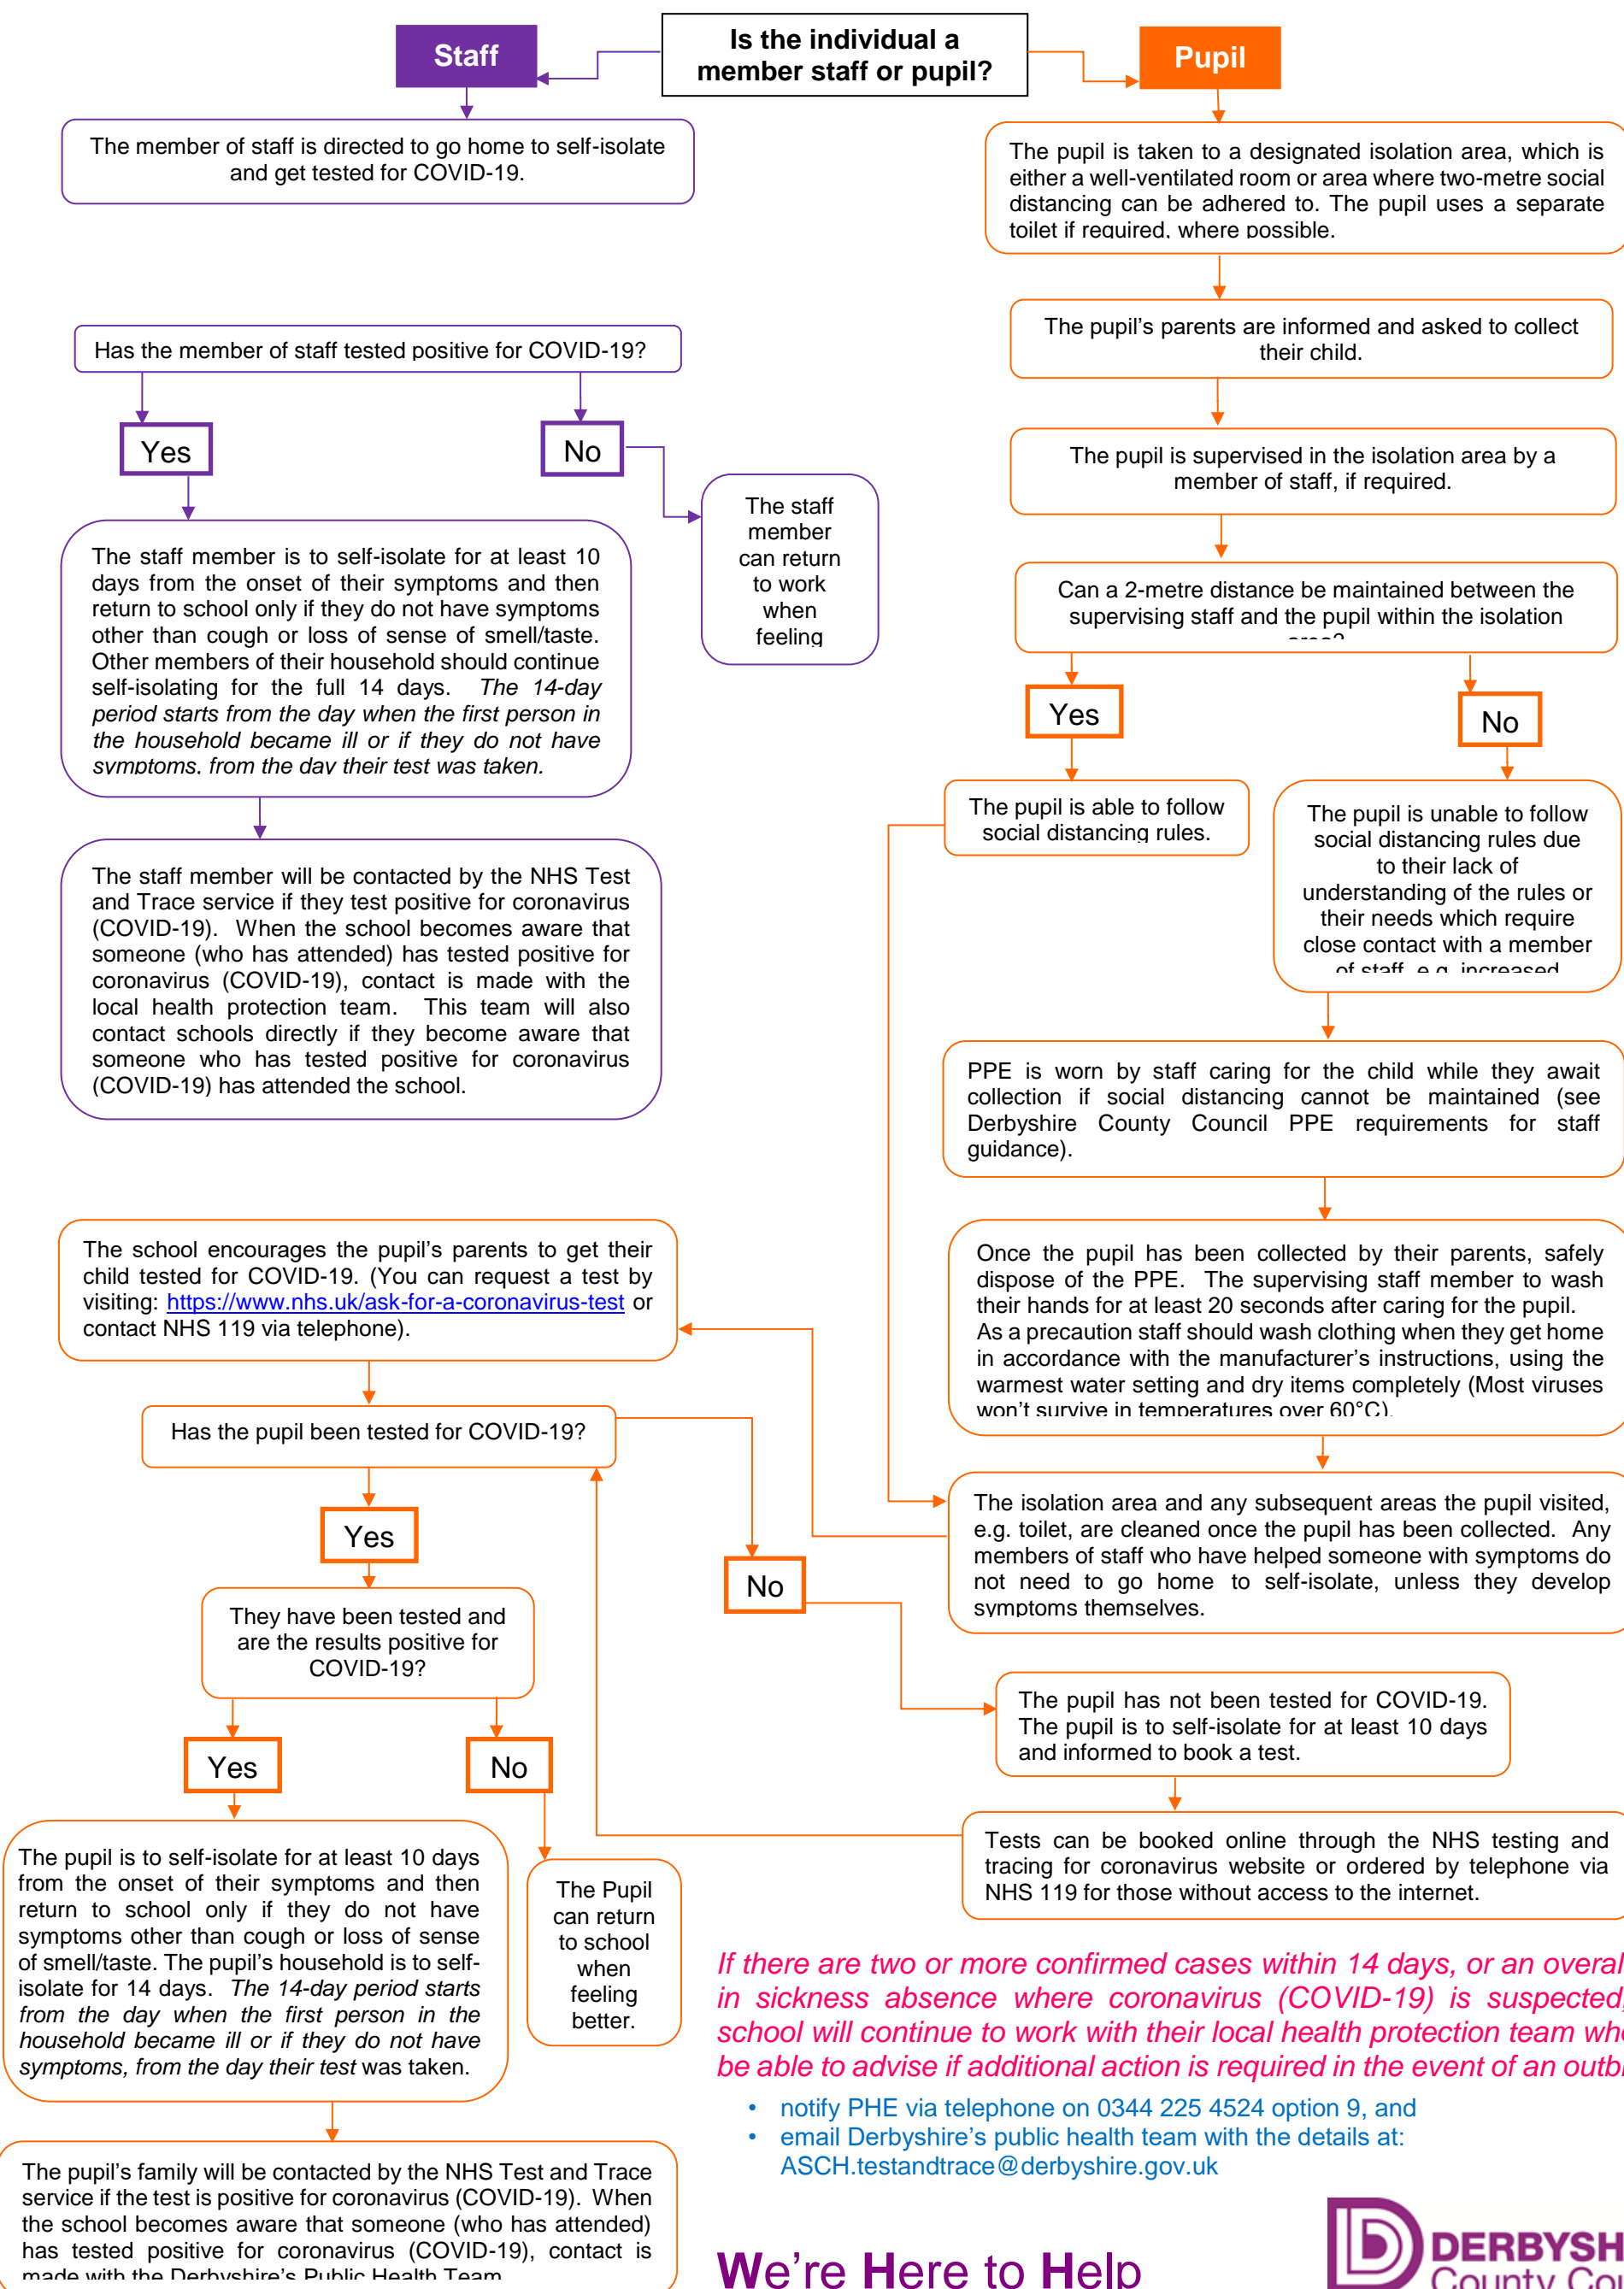 Is the individual a
member staff or pupil?
Staff
Pupil
The member of staff is directed to go home to self-isolate
and get tested for COVID-19.
Has the member of staff tested positive for COVID-19?
Yes
No
The staff
member
can return
to work
when
feeling
The staff member is to self-isolate for at least 10
days from the onset of their symptoms and then
return to school only if they do not have symptoms
other than cough or loss of sense of smell/taste.
Other members of their household should continue
self-isolating for the full 14 days. The 14-day
period starts from the day when the first person in
the household became ill or if they do not have
symptoms, from the day their test was taken.
The staff member will be contacted by the NHS Test
and Trace service if they test positive for coronavirus
(COVID-19). When the school becomes aware that
someone (who has attended) has tested positive for
coronavirus (COVID-19), contact is made with the
local health protection team. This team will also
contact schools directly if they become aware that
someone who has tested positive for coronavirus
(COVID-19) has attended the school.
The pupil is taken to a designated isolation area, which is
either a well-ventilated room or area where two-metre social
distancing can be adhered to. The pupil uses a separate
toilet if required, where possible.
The pupil's parents are informed and asked to collect
their child.
The pupil is supervised in the isolation area by a
member of staff, if required.
Can a 2-metre distance be maintained between the
supervising staff and the pupil within the isolation
area?
Yes
No
The pupil is able to follow
social distancing rules.
The pupil is unable to follow
social distancing rules due
to their lack of
understanding of the rules or
their needs which require
close contact with a member
of staff, e.g. increased
PPE is worn by staff caring for the child while they await
collection if social distancing cannot be maintained (see
Derbyshire County Council PPE requirements for staff
guidance).
Once the pupil has been collected by their parents, safely
dispose of the PPE. The supervising staff member to wash
their hands for at least 20 seconds after caring for the pupil.
As a precaution staff should wash clothing when they get home
in accordance with the manufacturer's instructions, using the
warmest water setting and dry items completely (Most viruses
won't survive in temperatures over 60°C).
The isolation area and any subsequent areas the pupil visited,
e.g. toilet, are cleaned once the pupil has been collected. Any
members of staff who have helped someone with symptoms do
not need to go home to self-isolate, unless they develop
symptoms themselves.
The school encourages the pupil's parents to get their
child tested for COVID-19. (You can request a test by
visiting: https://www.nhs.uk/ask-for-a-coronavirus-test or
contact NHS 119 via telephone).
Has the pupil been tested for COVID-19?
Yes
No
They have been tested and
are the results positive for
COVID-19?
Yes
No
The pupil has not been tested for COVID-19.
The pupil is to self-isolate for at least 10 days
and informed to book a test.
Tests can be booked online through the NHS testing and
tracing for coronavirus website or ordered by telephone via
NHS 119 for those without access to the internet.
The pupil is to self-isolate for at least 10 days
from the onset of their symptoms and then
return to school only if they do not have
symptoms other than cough or loss of sense
of smell/taste. The pupil's household is to self-
isolate for 14 days. The 14-day period starts
from the day when the first person in the
household became ill or if they do not have
symptoms, from the day their test was taken.
The Pupil
can return
to school
when
feeling
better.
The pupil's family will be contacted by the NHS Test and Trace
service if the test is positive for coronavirus (COVID-19). When
the school becomes aware that someone (who has attended)
has tested positive for coronavirus (COVID-19), contact is
made with the Derbyshire's Public Health Team
If there are two or more confirmed cases within 14 days, or an overal
in sickness absence where coronavirus (COVID-19) is suspected,
school will continue to work with their local health protection team who
be able to advise if additional action is required in the event of an outb
• notify PHE via telephone on 0344 225 4524 option 9, and
• email Derbyshire's public health team with the details at:
ASCH.testandtrace@derbyshire.gov.uk
We're Here to Help
DERBYSH
County Cou